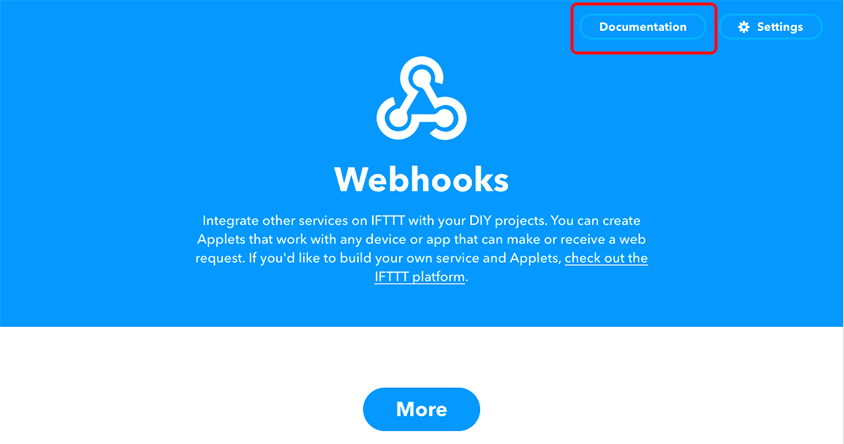 Documentation
Settings
Webhooks
Integrate other services on IFTTT with your DIY projects. You can create
Applets that work with any device or app that can make or receive a web
request. If you'd like to build your own service and Applets, check out the
IFTTT platform.
More